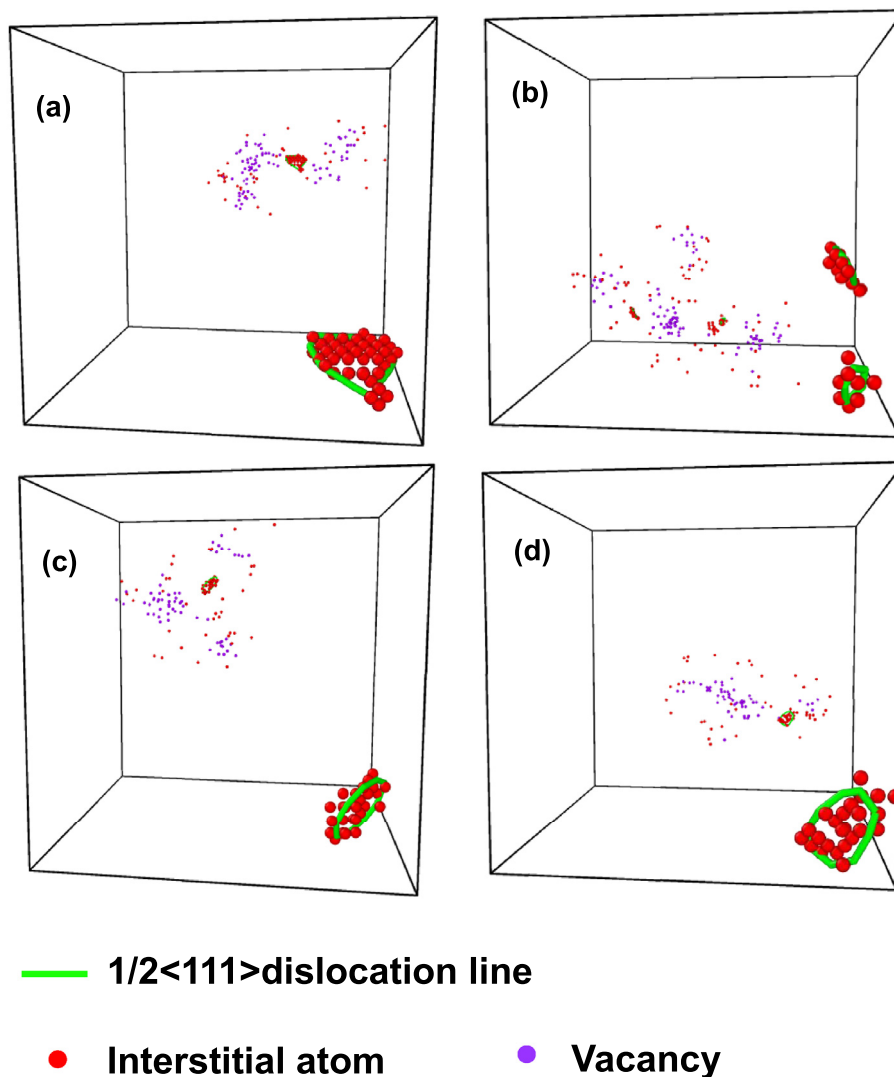 (a)
(b)
(c)
(d)
1/2<111>dislocation line
Interstitial atom
Vacancy